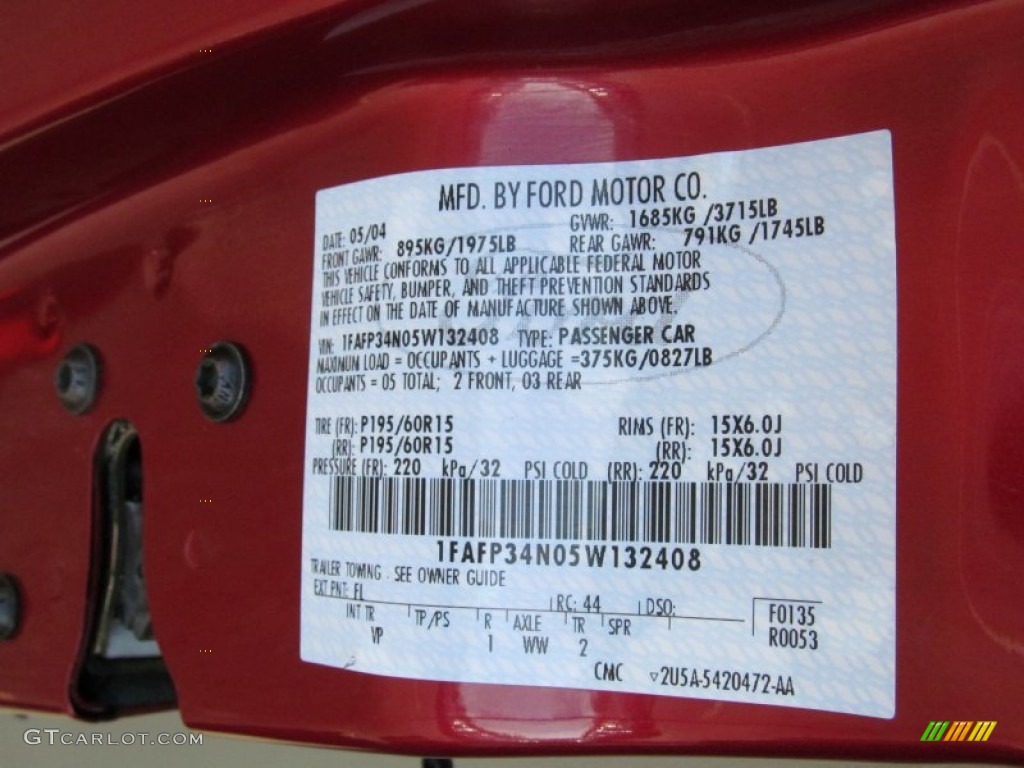 MFD. BY FORD MOTOR CO.
DATE: 05/04 GVWR: 1685KG /3715LB
FRONT GAWR: 895KG/1975LB REAR GAWR: 791KG /1745LB
THIS VEHICLE CONFORMS TO ALL APPLICABLE FEDERAL MOTOR
VEHICLE SAFETY, BUMPER, AND THEFT PREVENTION STANDARDS
IN EFFECT ON THE DATE OF MANUFACTURE SHOWN ABOVE.
VIN: 1FAFP34N05W132408 TYPE: PASSENGER CAR
MAXIMUM LOAD = OCCUPANTS + LUGGAGE =375KG/0827LB
OCCUPANTS = 05 TOTAL; 2 FRONT, 03 REAR
TIRE (FR): P195/60R15 RIMS (FR): 15X6.0J
(RR): P195/60R15 (RR): 15X6.0J
PRESSURE (FR): 220 kPa/32 PSI COLD (RR): 220 kPa/32 PSI COLD
1FAFP34N05W132408
TRAILER TOWING - SEE OWNER GUIDE
EXT PNT: FL RC: 44 DSO: F0135
INT TR TP/PS R AXLE TR SPR R0053
VP 1 WW 2
CMC ▿2U5A-5420472-AA
GTCARLOT.COM